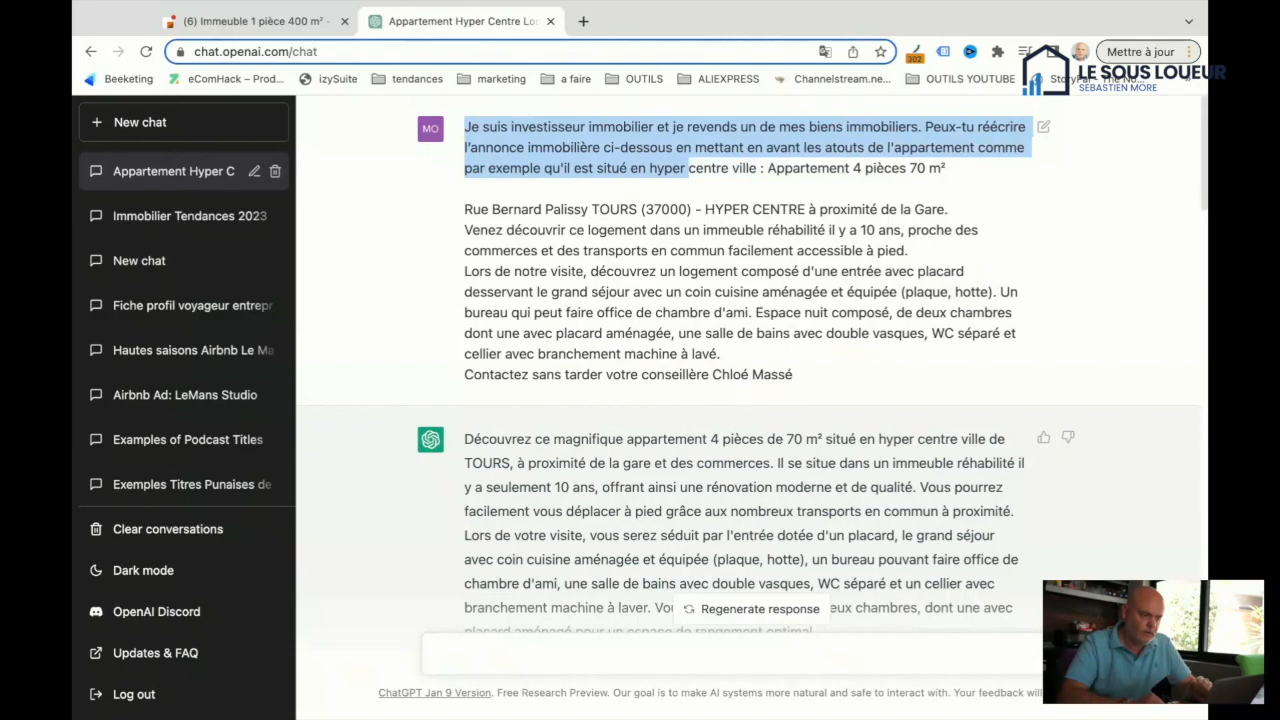 (6) Immeuble 1 pièce 400 m² -
Appartement Hyper Centre Lo
chat.openai.com/chat
302
Mettre à jour
Beeketing
eComHack – Prod...
izySuite
tendances
marketing
a faire
OUTILS
ALIEXPRESS
Channelstream.ne...
OUTILS YOUTUBE
LE SOUS LOUEUR
SEBASTIEN MORE
New chat
Appartement Hyper C
Immobilier Tendances 2023
New chat
Fiche profil voyageur entrepr
Hautes saisons Airbnb Le Ma
Airbnb Ad: LeMans Studio
Examples of Podcast Titles
Exemples Titres Punaises de
Clear conversations
Dark mode
OpenAI Discord
Updates & FAQ
Log out
MO
Je suis investisseur immobilier et je revends un de mes biens immobiliers. Peux-tu réécrire
l'annonce immobilière ci-dessous en mettant en avant les atouts de l'appartement comme
par exemple qu'il est situé en hyper centre ville : Appartement 4 pièces 70 m²
Rue Bernard Palissy TOURS (37000) - HYPER CENTRE à proximité de la Gare.
Venez découvrir ce logement dans un immeuble réhabilité il y a 10 ans, proche des
commerces et des transports en commun facilement accessible à pied.
Lors de notre visite, découvrez un logement composé d'une entrée avec placard
desservant le grand séjour avec un coin cuisine aménagée et équipée (plaque, hotte). Un
bureau qui peut faire office de chambre d'ami. Espace nuit composé, de deux chambres
dont une avec placard aménagée, une salle de bains avec double vasques, WC séparé et
cellier avec branchement machine à lavé.
Contactez sans tarder votre conseillère Chloé Massé
Découvrez ce magnifique appartement 4 pièces de 70 m² situé en hyper centre ville de
TOURS, à proximité de la gare et des commerces. Il se situe dans un immeuble réhabilité il
y a seulement 10 ans, offrant ainsi une rénovation moderne et de qualité. Vous pourrez
facilement vous déplacer à pied grâce aux nombreux transports en commun à proximité.
Lors de votre visite, vous serez séduit par l'entrée dotée d'un placard, le grand séjour
avec coin cuisine aménagée et équipée (plaque, hotte), un bureau pouvant faire office de
chambre d'ami, une salle de bains avec double vasques, WC séparé et un cellier avec
branchement machine à laver. Vo
Regenerate response
eux chambres, dont une avec
placard aménagé pour un espace de rangement optimal.
ChatGPT Jan 9 Version. Free Research Preview. Our goal is to make AI systems more natural and safe to interact with. Your feedback will